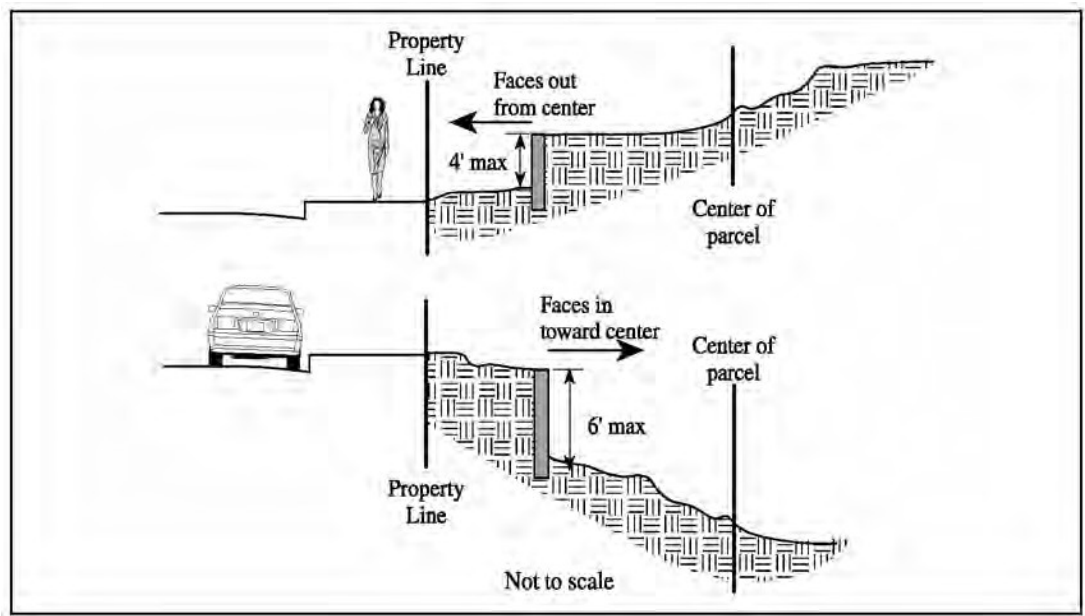 Property
Line
Faces out
from center
4' max
Center of
parcel
Faces in
toward center
Center of
parcel
6' max
Property
Line
Not to scale